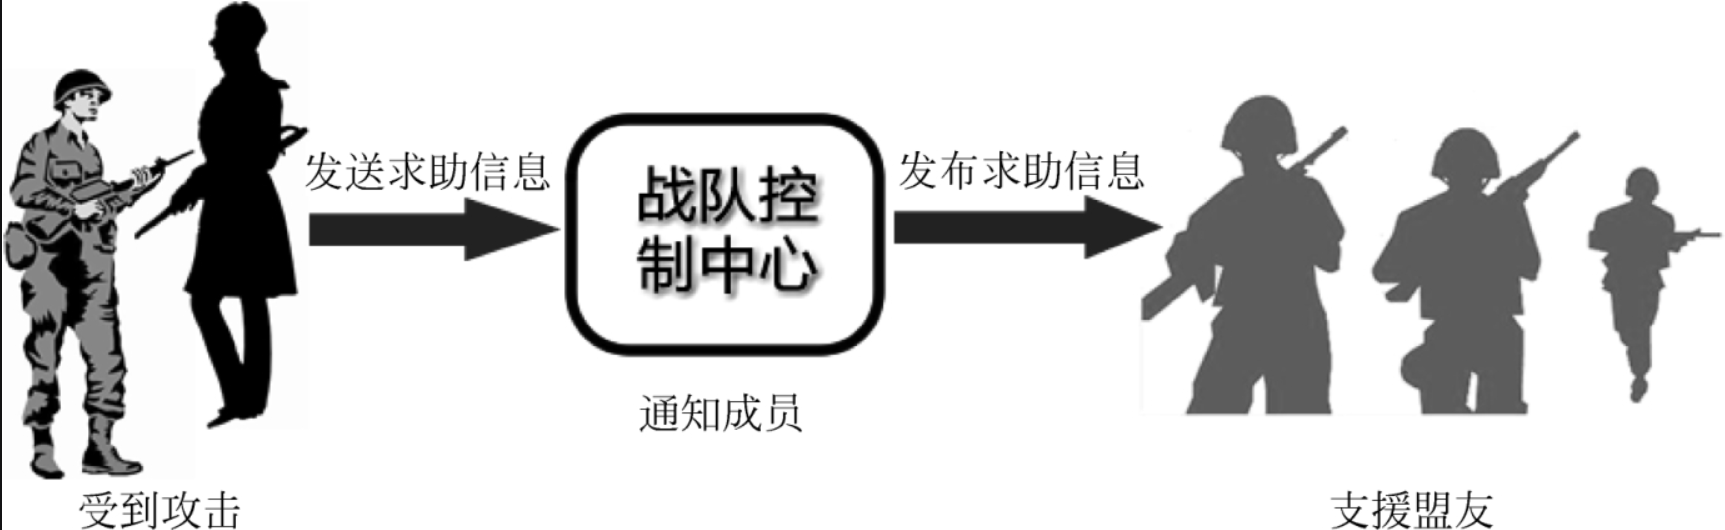 发送求助信息
战队控
制中心
发布求助信息
通知成员
受到攻击
支援盟友